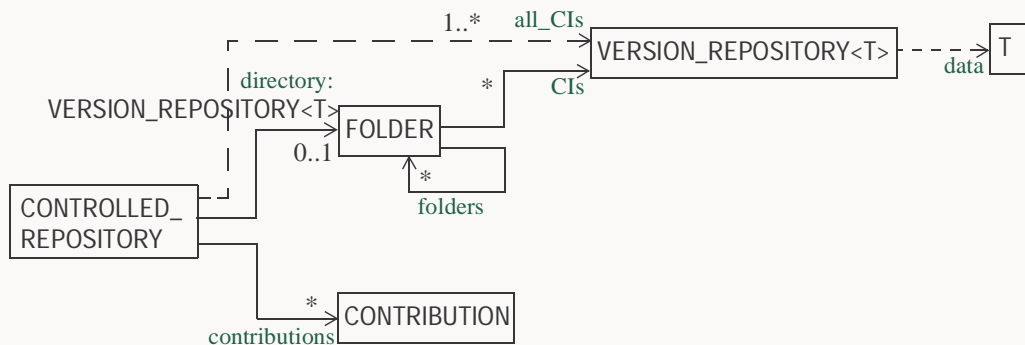 1..*
all_CIs
VERSION_REPOSITORY<T>
T
data
directory:
*
CIs
VERSION_REPOSITORY<T>
FOLDER
0..1
*
folders
CONTROLLED_
REPOSITORY
*
CONTRIBUTION
contributions